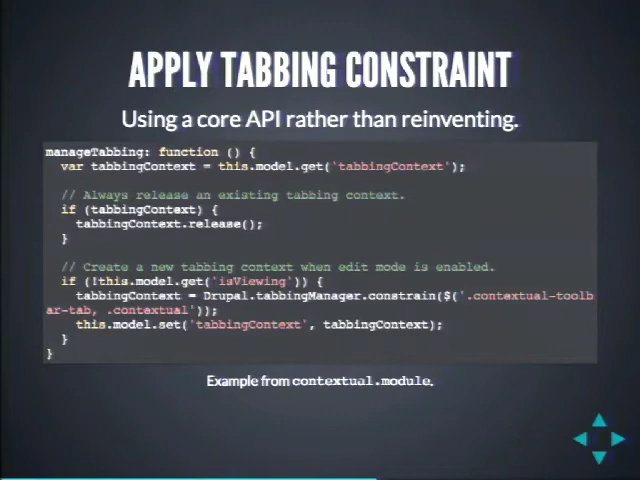 APPLY TABBING CONSTRAINT
Using a core API rather than reinventing.
manageTabbing: function () {
var tabbingContext = this.model.get('tabbingContext');
// Always release an existing tabbing context.
if (tabbingContext) {
tabbingContext.release();
}
// Create a new tabbing context when edit mode is enabled.
if (!this.model.get('isViewing')) {
tabbingContext = Drupal.tabbingManager.constrain($('.contextual-toolb
ar-tab, .contextual'));
this.model.set('tabbingContext', tabbingContext);
}
}
Example from contextual.module.